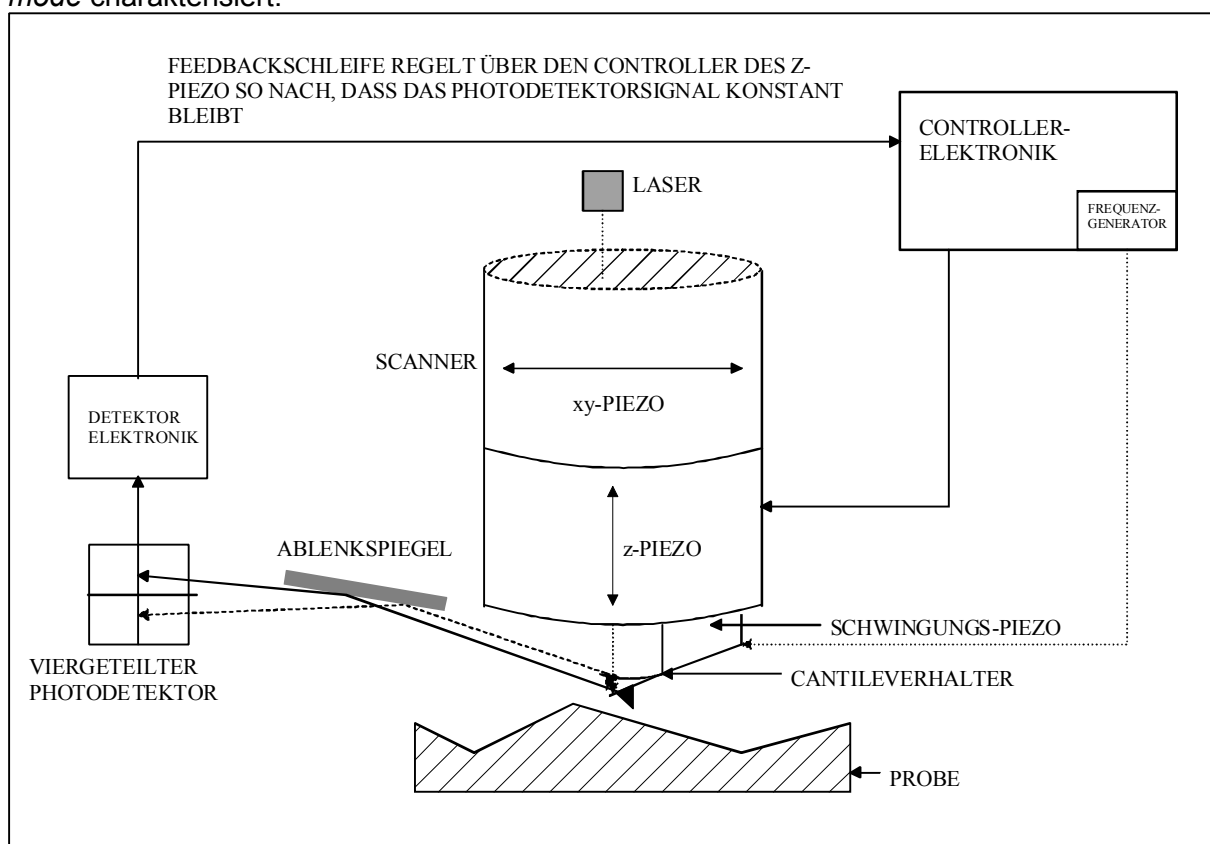 mode charakterisiert.
FEEDBACKSCHLEIFE REGELT ÜBER DEN CONTROLLER DES Z-
PIEZO SO NACH, DASS DAS PHOTODETEKTORSIGNAL KONSTANT
BLEIBT
CONTROLLER-
ELEKTRONIK
FREQUENZ-
GENERATOR
LASER
SCANNER
xy-PIEZO
DETEKTOR
ELEKTRONIK
z-PIEZO
ABLENKSPIEGEL
SCHWINGUNGS-PIEZO
VIERGETEILTER
PHOTODETEKTOR
CANTILEVERHALTER
PROBE